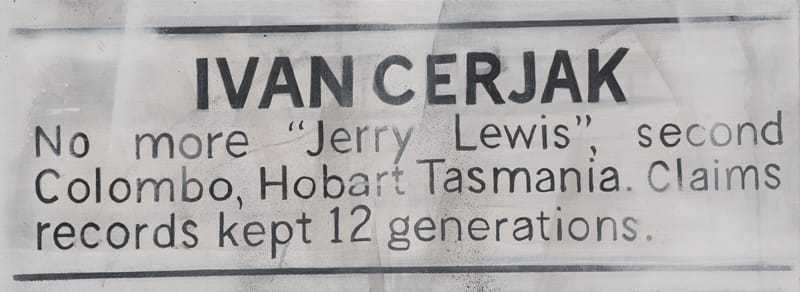 IVAN CERJAK
No more “Jerry Lewis”, second
Colombo, Hobart Tasmania. Claims
records kept 12 generations.